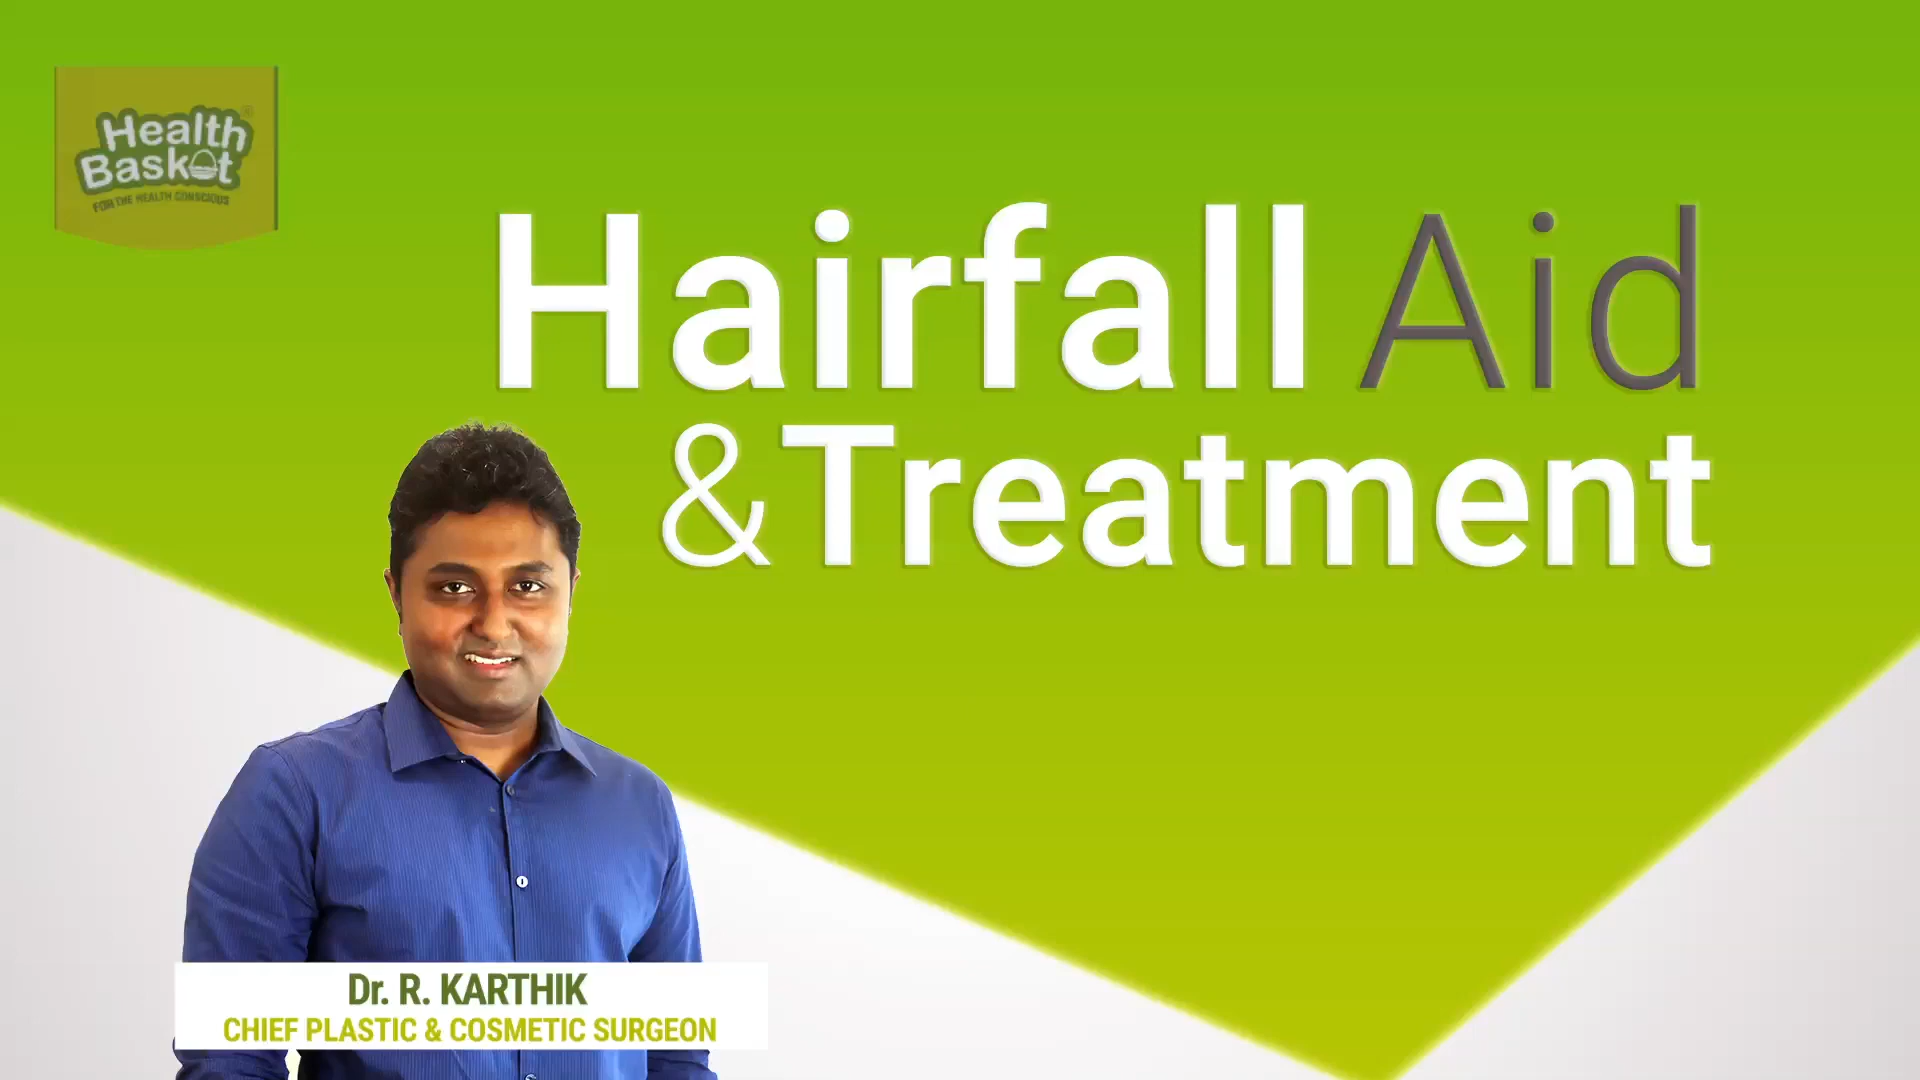 Health
Basket
FOR THE HEALTH CONSCIOUS
Hairfall Aid
&Treatment
Dr. R. KARTHIK
CHIEF PLASTIC & COSMETIC SURGEON